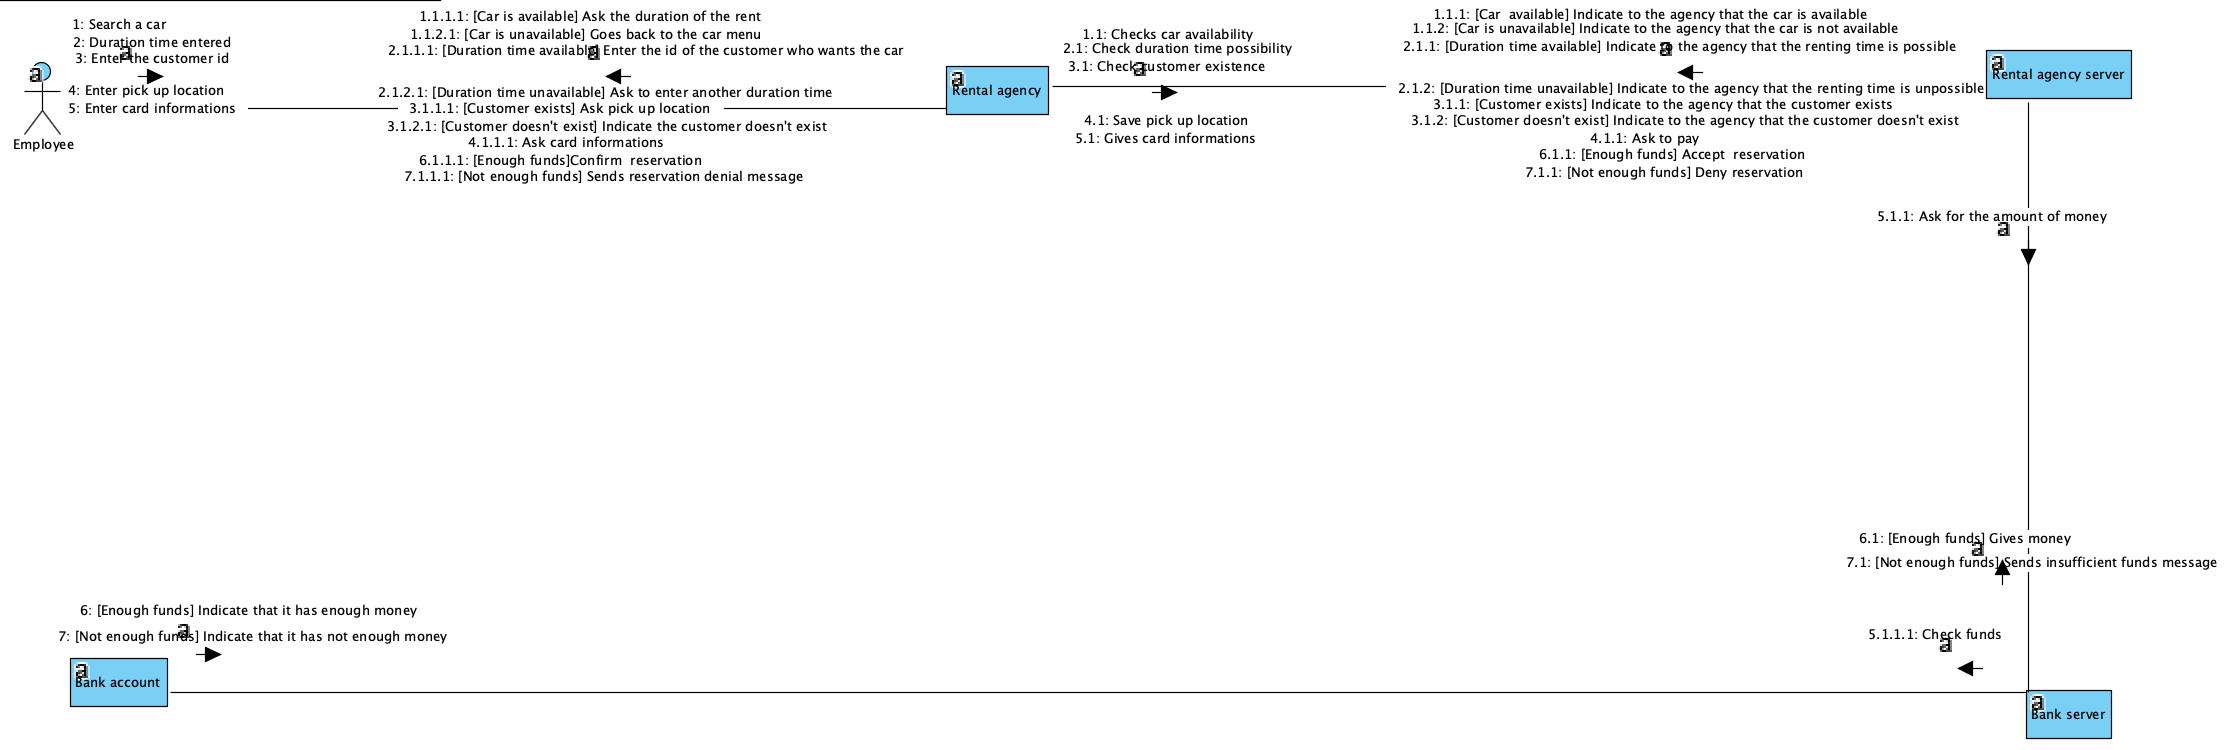 1: Search a car
2: Duration time entered
3: Enter the customer id
4: Enter pick up location
5: Enter card informations
a
a
Employee
1.1.1.1: [Car is available] Ask the duration of the rent
1.1.2.1: [Car is unavailable] Goes back to the car menu
2.1.1.1: [Duration time available] Enter the id of the customer who wants the car
a
2.1.2.1: [Duration time unavailable] Ask to enter another duration time
3.1.1.1: [Customer exists] Ask pick up location
3.1.2.1: [Customer doesn't exist] Indicate the customer doesn't exist
4.1.1.1: Ask card informations
6.1.1.1: [Enough funds]Confirm  reservation
7.1.1.1: [Not enough funds] Sends reservation denial message
a
Rental agency
1.1: Checks car availability
2.1: Check duration time possibility
3.1: Check customer existence
a
4.1: Save pick up location
5.1: Gives card informations
1.1.1: [Car  available] Indicate to the agency that the car is available
1.1.2: [Car is unavailable] Indicate to the agency that the car is not available
2.1.1: [Duration time available] Indicate to the agency that the renting time is possible
a
2.1.2: [Duration time unavailable] Indicate to the agency that the renting time is unpossible
3.1.1: [Customer exists] Indicate to the agency that the customer exists
3.1.2: [Customer doesn't exist] Indicate to the agency that the customer doesn't exist
4.1.1: Ask to pay
6.1.1: [Enough funds] Accept  reservation
7.1.1: [Not enough funds] Deny reservation
a
Rental agency server
5.1.1: Ask for the amount of money
a
6.1: [Enough funds] Gives money
a
7.1: [Not enough funds] Sends insufficient funds message
6: [Enough funds] Indicate that it has enough money
a
7: [Not enough funds] Indicate that it has not enough money
5.1.1.1: Check funds
a
a
Bank account
a
Bank server